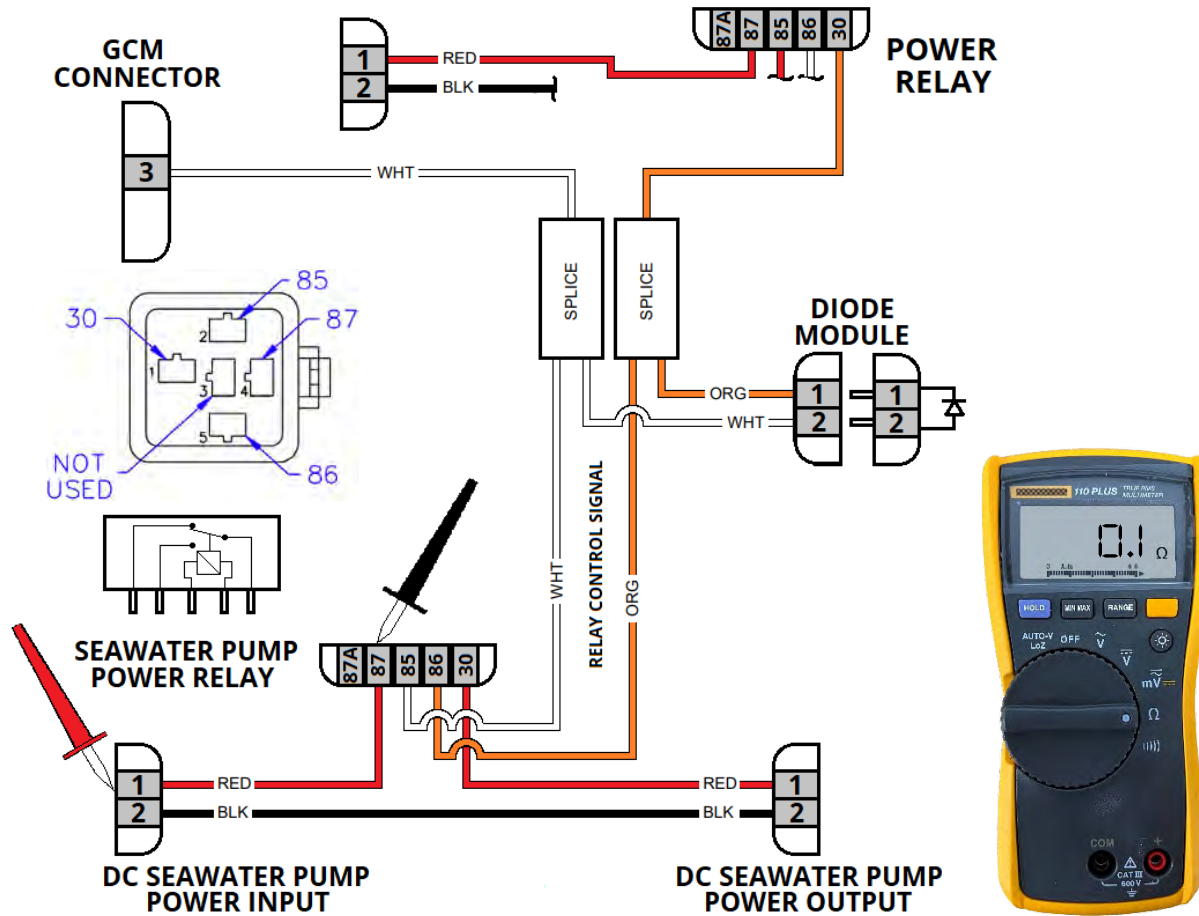 GCM
CONNECTOR
3
WHT
1
2
RED
BLK
87A
87
85
86
30
POWER
RELAY
SPLICE
SPLICE
DIODE
MODULE
1
2
1
2
ORG
WHT
30
85
87
1
2
3
4
5
NOT
USED
86
SEAWATER PUMP
POWER RELAY
RELAY CONTROL SIGNAL
WHT
ORG
87A
87
85
86
30
1
2
RED
BLK
RED
BLK
1
2
DC SEAWATER PUMP
POWER INPUT
DC SEAWATER PUMP
POWER OUTPUT
110 PLUS
TRUE RMS
MULTIMETER
0.1 Ω
HOLD
MIN MAX
RANGE
AUTO-V
LoZ
OFF
V
V
mV
Ω
COM
+
CAT III
600V